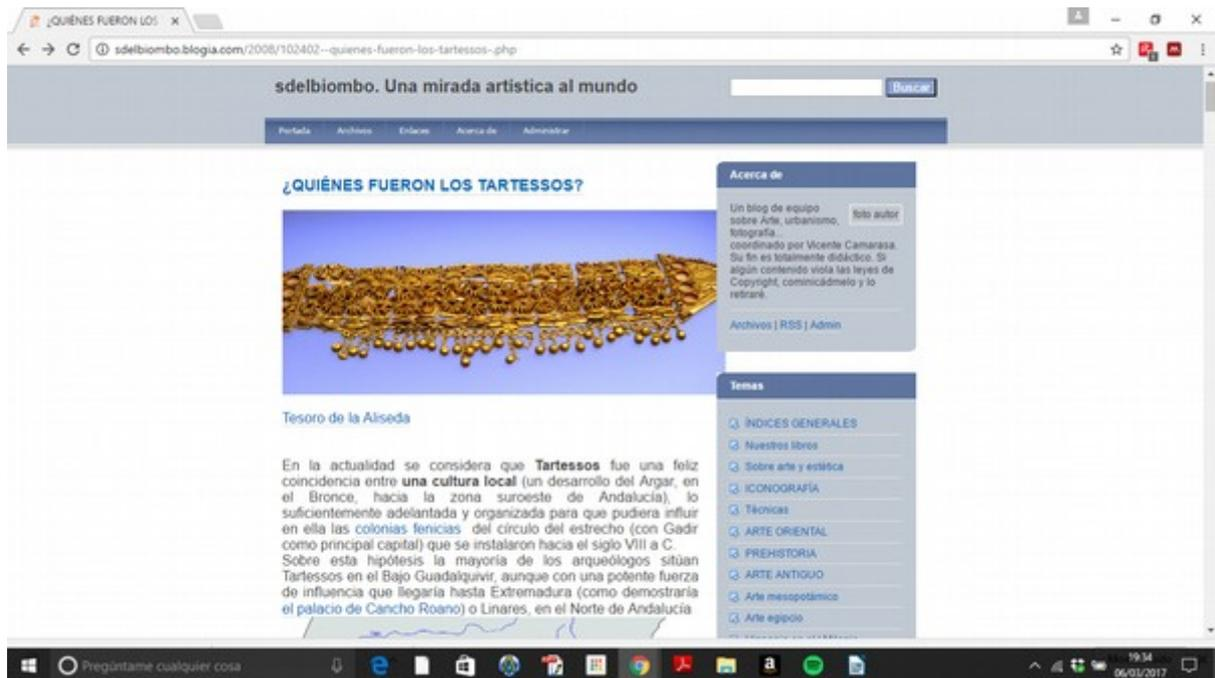 ¿QUIÉNES FUERON LOS
sdelbiombo.blogia.com/2008/102402--quienes-fueron-los-tartessos-.php
sdelbiombo. Una mirada artistica al mundo
Buscar
Portada Archivos Enlaces Acerca de Administrar
¿QUIÉNES FUERON LOS TARTESSOS?
Tesoro de la Aliseda
En la actualidad se considera que Tartessos fue una feliz
coincidencia entre una cultura local (un desarrollo del Argar, en
el Bronce, hacia la zona suroeste de Andalucía), lo
suficientemente adelantada y organizada para que pudiera influir
en ella las colonias fenicias del círculo del estrecho (con Gadir
como principal capital) que se instalaron hacia el siglo VIII a C.
Sobre esta hipótesis la mayoría de los arqueólogos sitúan
Tartessos en el Bajo Guadalquivir, aunque con una potente fuerza
de influencia que llegaría hasta Extremadura (como demostraría
el palacio de Cancho Roano) o Linares, en el Norte de Andalucía
Acerca de
Un blog de equipo
sobre Arte, urbanismo,
fotografía...
foto autor
coordinado por Vicente Camarasa.
Su fin es totalmente didáctico. Si
algún contenido viola las leyes de
Copyright, cominicádmelo y lo
retiraré.
Archivos | RSS | Admin
Temas
ÍNDICES GENERALES
Nuestros libros
Sobre arte y estética
ICONOGRAFÍA
Técnicas
ARTE ORIENTAL
PREHISTORIA
ARTE ANTIGUO
Arte mesopotámico
Arte egipcio
Pregúntame cualquier cosa
19:34
06/03/2017